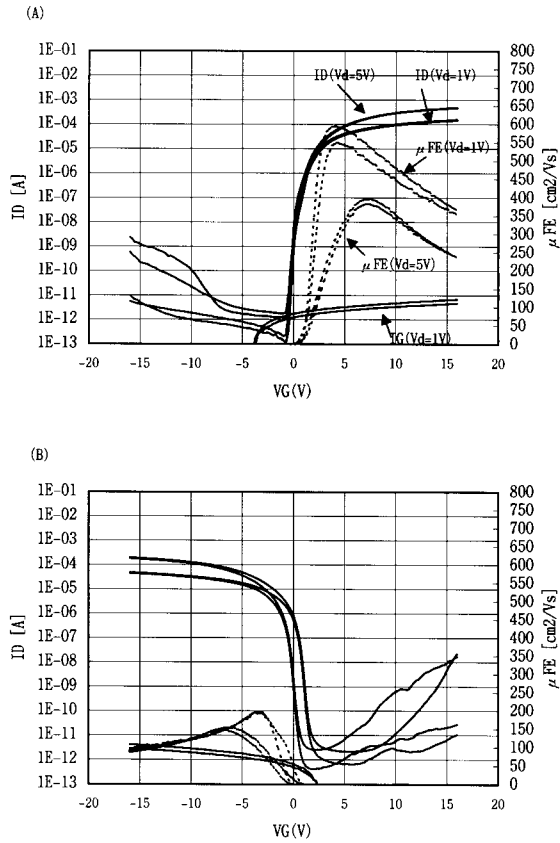 (A)
1E-01
1E-02
1E-03
1E-04
1E-05
1E-06
1E-07
1E-08
1E-09
1E-10
1E-11
1E-12
1E-13
ID [A]
800
750
700
650
600
550
500
450
400
350
300
250
200
150
100
50
0
μFE [cm2/Vs]
ID(Vd=5V)
ID(Vd=1V)
μFE(Vd=1V)
μFE(Vd=5V)
IG(Vd=1V)
-20 -15 -10 -5 0 5 10 15 20
VG(V)
(B)
1E-01
1E-02
1E-03
1E-04
1E-05
1E-06
1E-07
1E-08
1E-09
1E-10
1E-11
1E-12
1E-13
ID [A]
800
750
700
650
600
550
500
450
400
350
300
250
200
150
100
50
0
μFE [cm2/Vs]
-20 -15 -10 -5 0 5 10 15 20
VG(V)